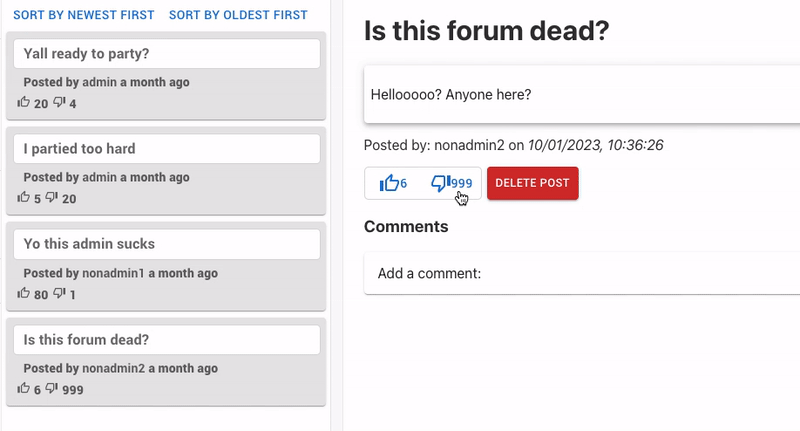 SORT BY NEWEST FIRST SORT BY OLDEST FIRST
Yall ready to party?
Posted by admin a month ago
20 4
I partied too hard
Posted by admin a month ago
5 20
Yo this admin sucks
Posted by nonadmin1 a month ago
80 1
Is this forum dead?
Posted by nonadmin2 a month ago
6 999
Is this forum dead?
Hellooooo? Anyone here?
Posted by: nonadmin2 on 10/01/2023, 10:36:26
6 999 DELETE POST
Comments
Add a comment: